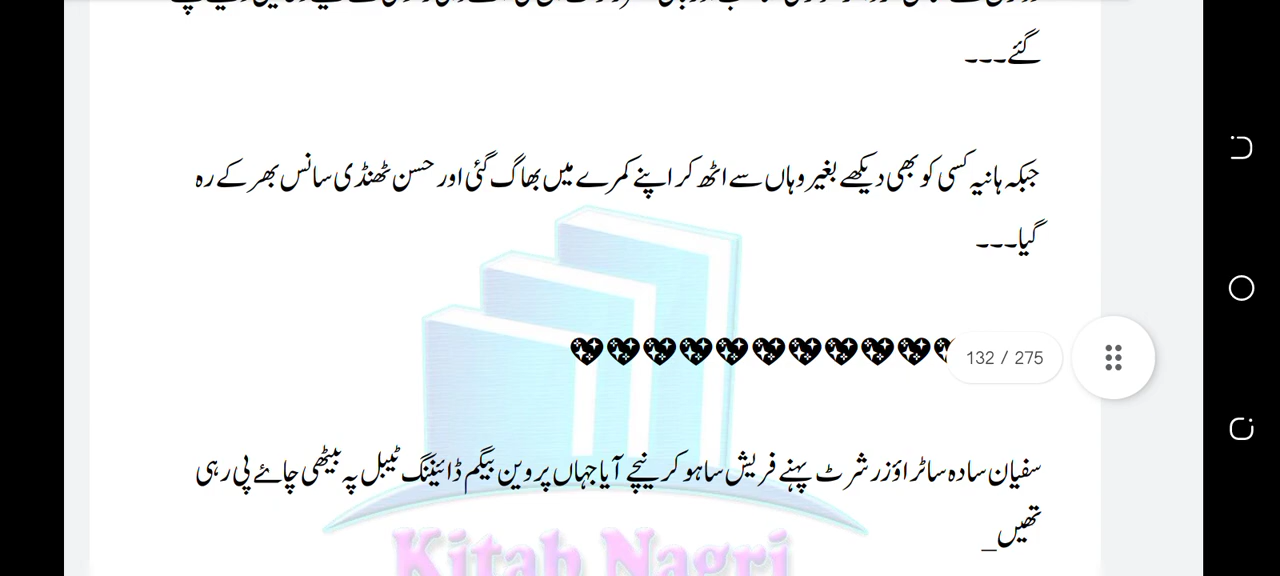 گئے۔۔۔
جبکہ ہانیہ کسی کو بھی دیکھے بغیر وہاں سے اٹھ کر اپنے کمرے میں بھاگ گئی اور حسن ٹھنڈی سانس بھر کے رہ
گیا۔۔۔
💖💖💖💖💖💖💖💖💖💖💖
132 / 275
سفیان سادہ سا ٹراؤزر شرٹ پہنے فریش سا ہو کر نیچے آیا جہاں پروین بیگم ڈائیننگ ٹیبل پہ بیٹھی چائے پی رہی
تھیں_
Kitab Nagri